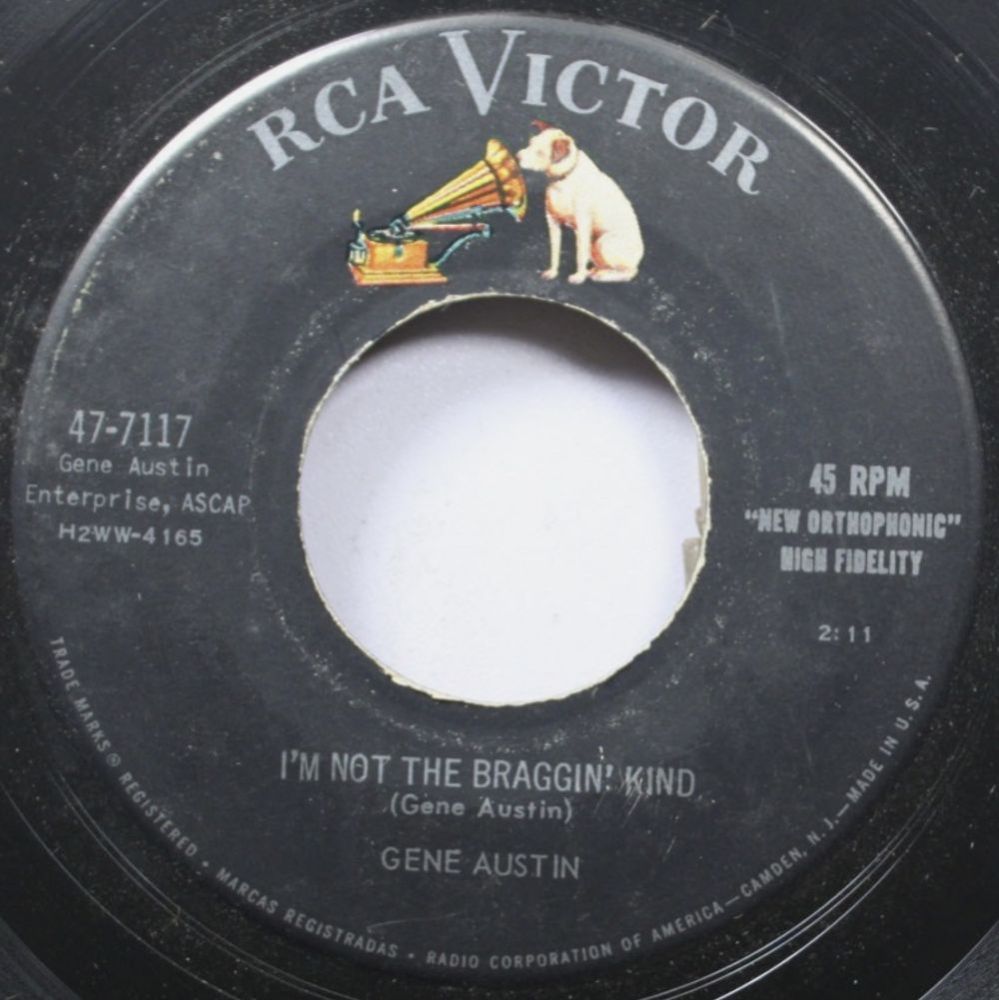 RCA VICTOR
47-7117
Gene Austin
Enterprise, ASCAP
H2WW-4165
45 RPM
"NEW ORTHOPHONIC"
HIGH FIDELITY
2:11
I'M NOT THE BRAGGIN' KIND
(Gene Austin)
GENE AUSTIN
TRADE MARKS ® REGISTERED • MARCAS REGISTRADAS • RADIO CORPORATION OF AMERICA—CAMDEN, N. J.—MADE IN U. S. A.